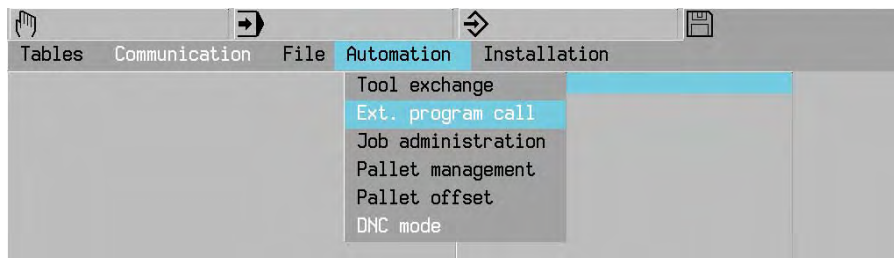 Tables Communication File Automation Installation
Tool exchange
Ext. program call
Job administration
Pallet management
Pallet offset
DNC mode